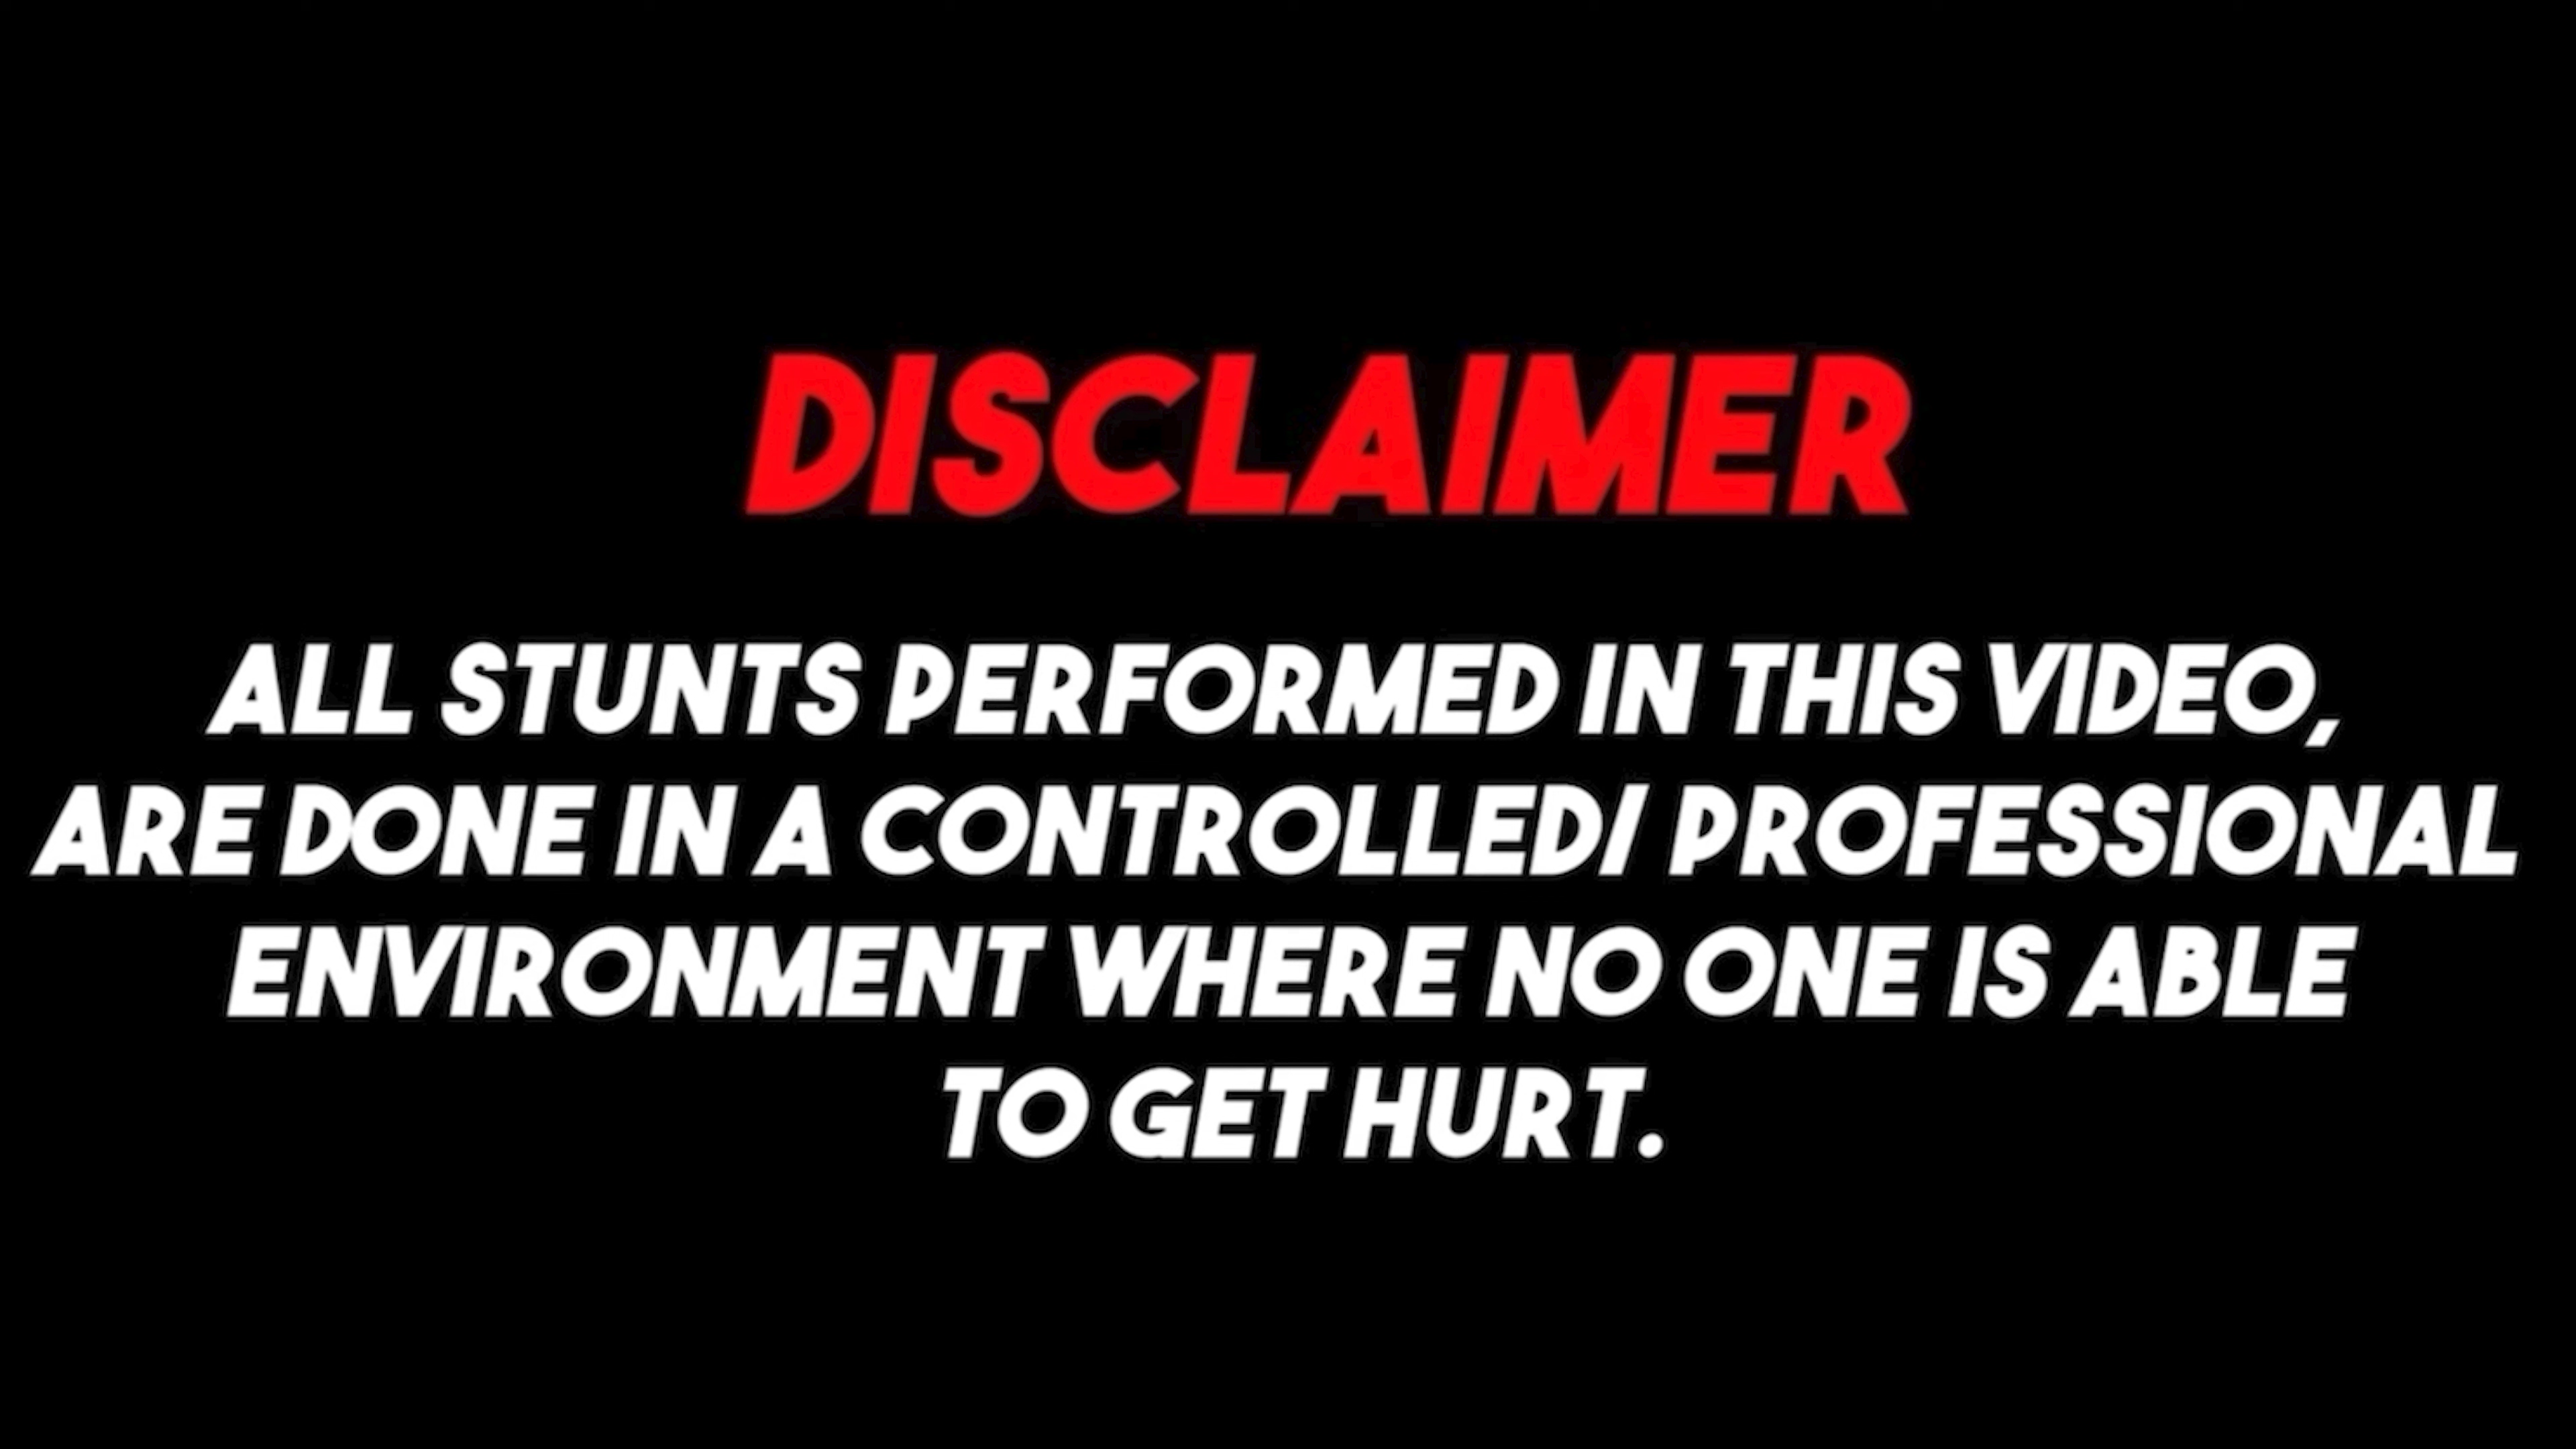 DISCLAIMER
ALL STUNTS PERFORMED IN THIS VIDEO,
ARE DONE IN A CONTROLLED/ PROFESSIONAL
ENVIRONMENT WHERE NO ONE IS ABLE
TO GET HURT.